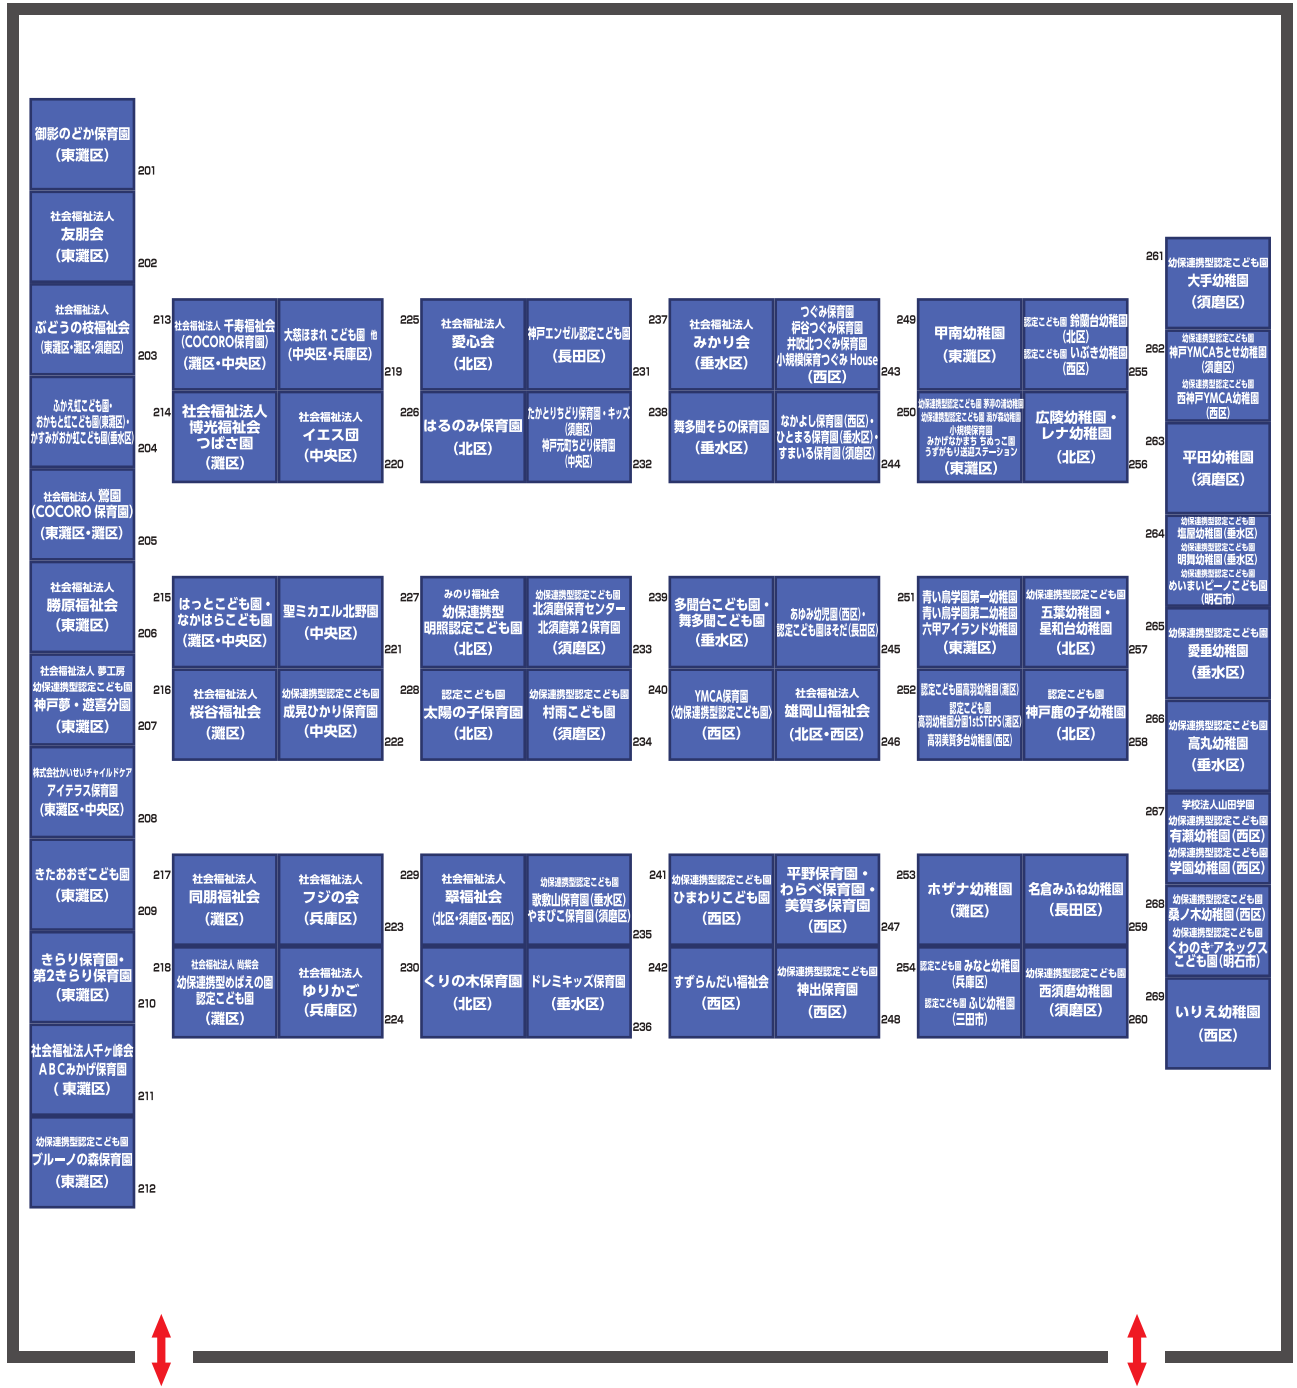 御影のどか保育園
(東灘区)
201
社会福祉法人
友朋会
(東灘区)
202
社会福祉法人
ぶどうの枝福祉会
(東灘区・灘区・須磨区)
203
ふかえ虹こども園・
おかもと虹こども園(東灘区)・
かすみがおか虹こども園(垂水区)
204
社会福祉法人 鶯園
(COCORO 保育園)
(東灘区・灘区)
205
社会福祉法人
勝原福祉会
(東灘区)
206
社会福祉法人 夢工房
幼保連携型認定こども園
神戸夢・遊喜分園
(東灘区)
207
株式会社かいせいチャイルドケア
アイテラス保育園
(東灘区・中央区)
208
きたおおぎこども園
(東灘区)
209
きらり保育園・
第2きらり保育園
(東灘区)
210
社会福祉法人千ヶ峰会
ABCみかげ保育園
( 東灘区)
211
幼保連携型認定こども園
ブルーノの森保育園
(東灘区)
212
213
社会福祉法人 千寿福祉会
(COCORO保育園)
(灘区・中央区)
大慈ほまれ こども園 他
(中央区・兵庫区)
219
214
社会福祉法人
博光福祉会
つばさ園
(灘区)
社会福祉法人
イエス団
(中央区)
220
215
はっとこども園・
なかはらこども園
(灘区・中央区)
聖ミカエル北野園
(中央区)
221
216
社会福祉法人
桜谷福祉会
(灘区)
幼保連携型認定こども園
成晃ひかり保育園
(中央区)
222
217
社会福祉法人
同朋福祉会
(灘区)
社会福祉法人
フジの会
(兵庫区)
223
218
社会福祉法人 尚紫会
幼保連携型めばえの園
認定こども園
(灘区)
社会福祉法人
ゆりかご
(兵庫区)
224
225
社会福祉法人
愛心会
(北区)
神戸エンゼル認定こども園
(長田区)
231
226
はるのみ保育園
(北区)
たかとりちどり保育園・キッズ
(須磨区)
神戸元町ちどり保育園
(中央区)
232
227
みのり福祉会
幼保連携型
明照認定こども園
(北区)
幼保連携型認定こども園
北須磨保育センター
北須磨第2保育園
(須磨区)
233
228
認定こども園
太陽の子保育園
(北区)
幼保連携型認定こども園
村雨こども園
(須磨区)
234
229
社会福祉法人
翠福祉会
(北区・須磨区・西区)
幼保連携型認定こども園
歌敷山保育園(垂水区)
やまびこ保育園(須磨区)
235
230
くりの木保育園
(北区)
ドレミキッズ保育園
(垂水区)
236
237
社会福祉法人
みかり会
(垂水区)
つぐみ保育園
枦谷つぐみ保育園
井吹北つぐみ保育園
小規模保育つぐみ House
(西区)
243
238
舞多聞そらの保育園
(垂水区)
なかよし保育園(西区)・
ひとまる保育園(垂水区)・
すまいる保育園(須磨区)
244
239
多聞台こども園・
舞多聞こども園
(垂水区)
あゆみ幼児園(西区)・
認定こども園ほそだ(長田区)
245
240
YMCA保育園
〈幼保連携型認定こども園〉
(西区)
社会福祉法人
雄岡山福祉会
(北区・西区)
246
241
幼保連携型認定こども園
ひまわりこども園
(西区)
平野保育園・
わらべ保育園・
美賀多保育園
(西区)
247
242
すずらんだい福祉会
(西区)
幼保連携型認定こども園
神出保育園
(西区)
248
249
甲南幼稚園
(東灘区)
認定こども園 鈴蘭台幼稚園
(北区)
認定こども園 いぶき幼稚園
(西区)
255
250
幼保連携型認定こども園 茅渟の浦幼稚園
幼保連携型認定こども園 潟が森幼稚園
小規模保育園
みかげなかまち ちぬっこ園
うずがもり送迎ステーション
(東灘区)
広陵幼稚園・
レナ幼稚園
(北区)
256
251
青い鳥学園第一幼稚園
青い鳥学園第二幼稚園
六甲アイランド幼稚園
(東灘区)
幼保連携型認定こども園
五葉幼稚園・
星和台幼稚園
(北区)
257
252
認定こども園高羽幼稚園(灘区)
認定こども園
高羽幼稚園分園1stSTEPS(灘区)
高羽美賀多台幼稚園(西区)
認定こども園
神戸鹿の子幼稚園
(北区)
258
253
ホザナ幼稚園
(灘区)
名倉みふね幼稚園
(長田区)
259
254
認定こども園 みなと幼稚園
(兵庫区)
認定こども園 ふじ幼稚園
(三田市)
幼保連携型認定こども園
西須磨幼稚園
(須磨区)
260
261
幼保連携型認定こども園
大手幼稚園
(須磨区)
262
幼保連携型認定こども園
神戸YMCAちとせ幼稚園
(須磨区)
幼保連携型認定こども園
西神戸YMCA幼稚園
(西区)
263
平田幼稚園
(須磨区)
264
幼保連携型認定こども園
塩屋幼稚園(垂水区)
幼保連携型認定こども園
明舞幼稚園(垂水区)
幼保連携型認定こども園
めいまいピーノこども園
(明石市)
265
幼保連携型認定こども園
愛垂幼稚園
(垂水区)
266
幼保連携型認定こども園
高丸幼稚園
(垂水区)
267
学校法人山田学園
幼保連携型認定こども園
有瀬幼稚園(西区)
幼保連携型認定こども園
学園幼稚園(西区)
268
幼保連携型認定こども園
桑ノ木幼稚園(西区)
幼保連携型認定こども園
くわのき・アネックス
こども園(明石市)
269
いりえ幼稚園
(西区)